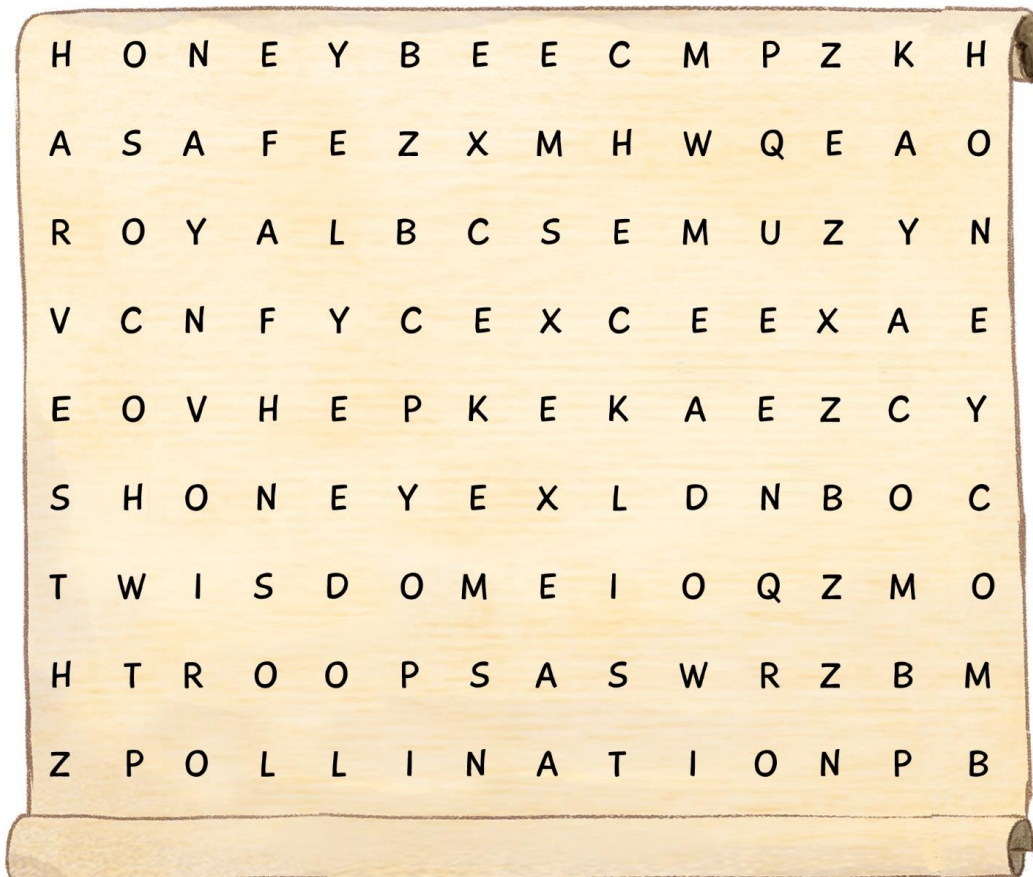 H O N E Y B E E C M P Z K H
A S A F E Z X M H W Q E A O
R O Y A L B C S E M U Z Y N
V C N F Y C E X C E E X A E
E O V H E P K E K A E Z C Y
S H O N E Y E X L D N B O C
T W I S D O M E I O Q Z M O
H T R O O P S A S W R Z B M
Z P O L L I N A T I O N P B